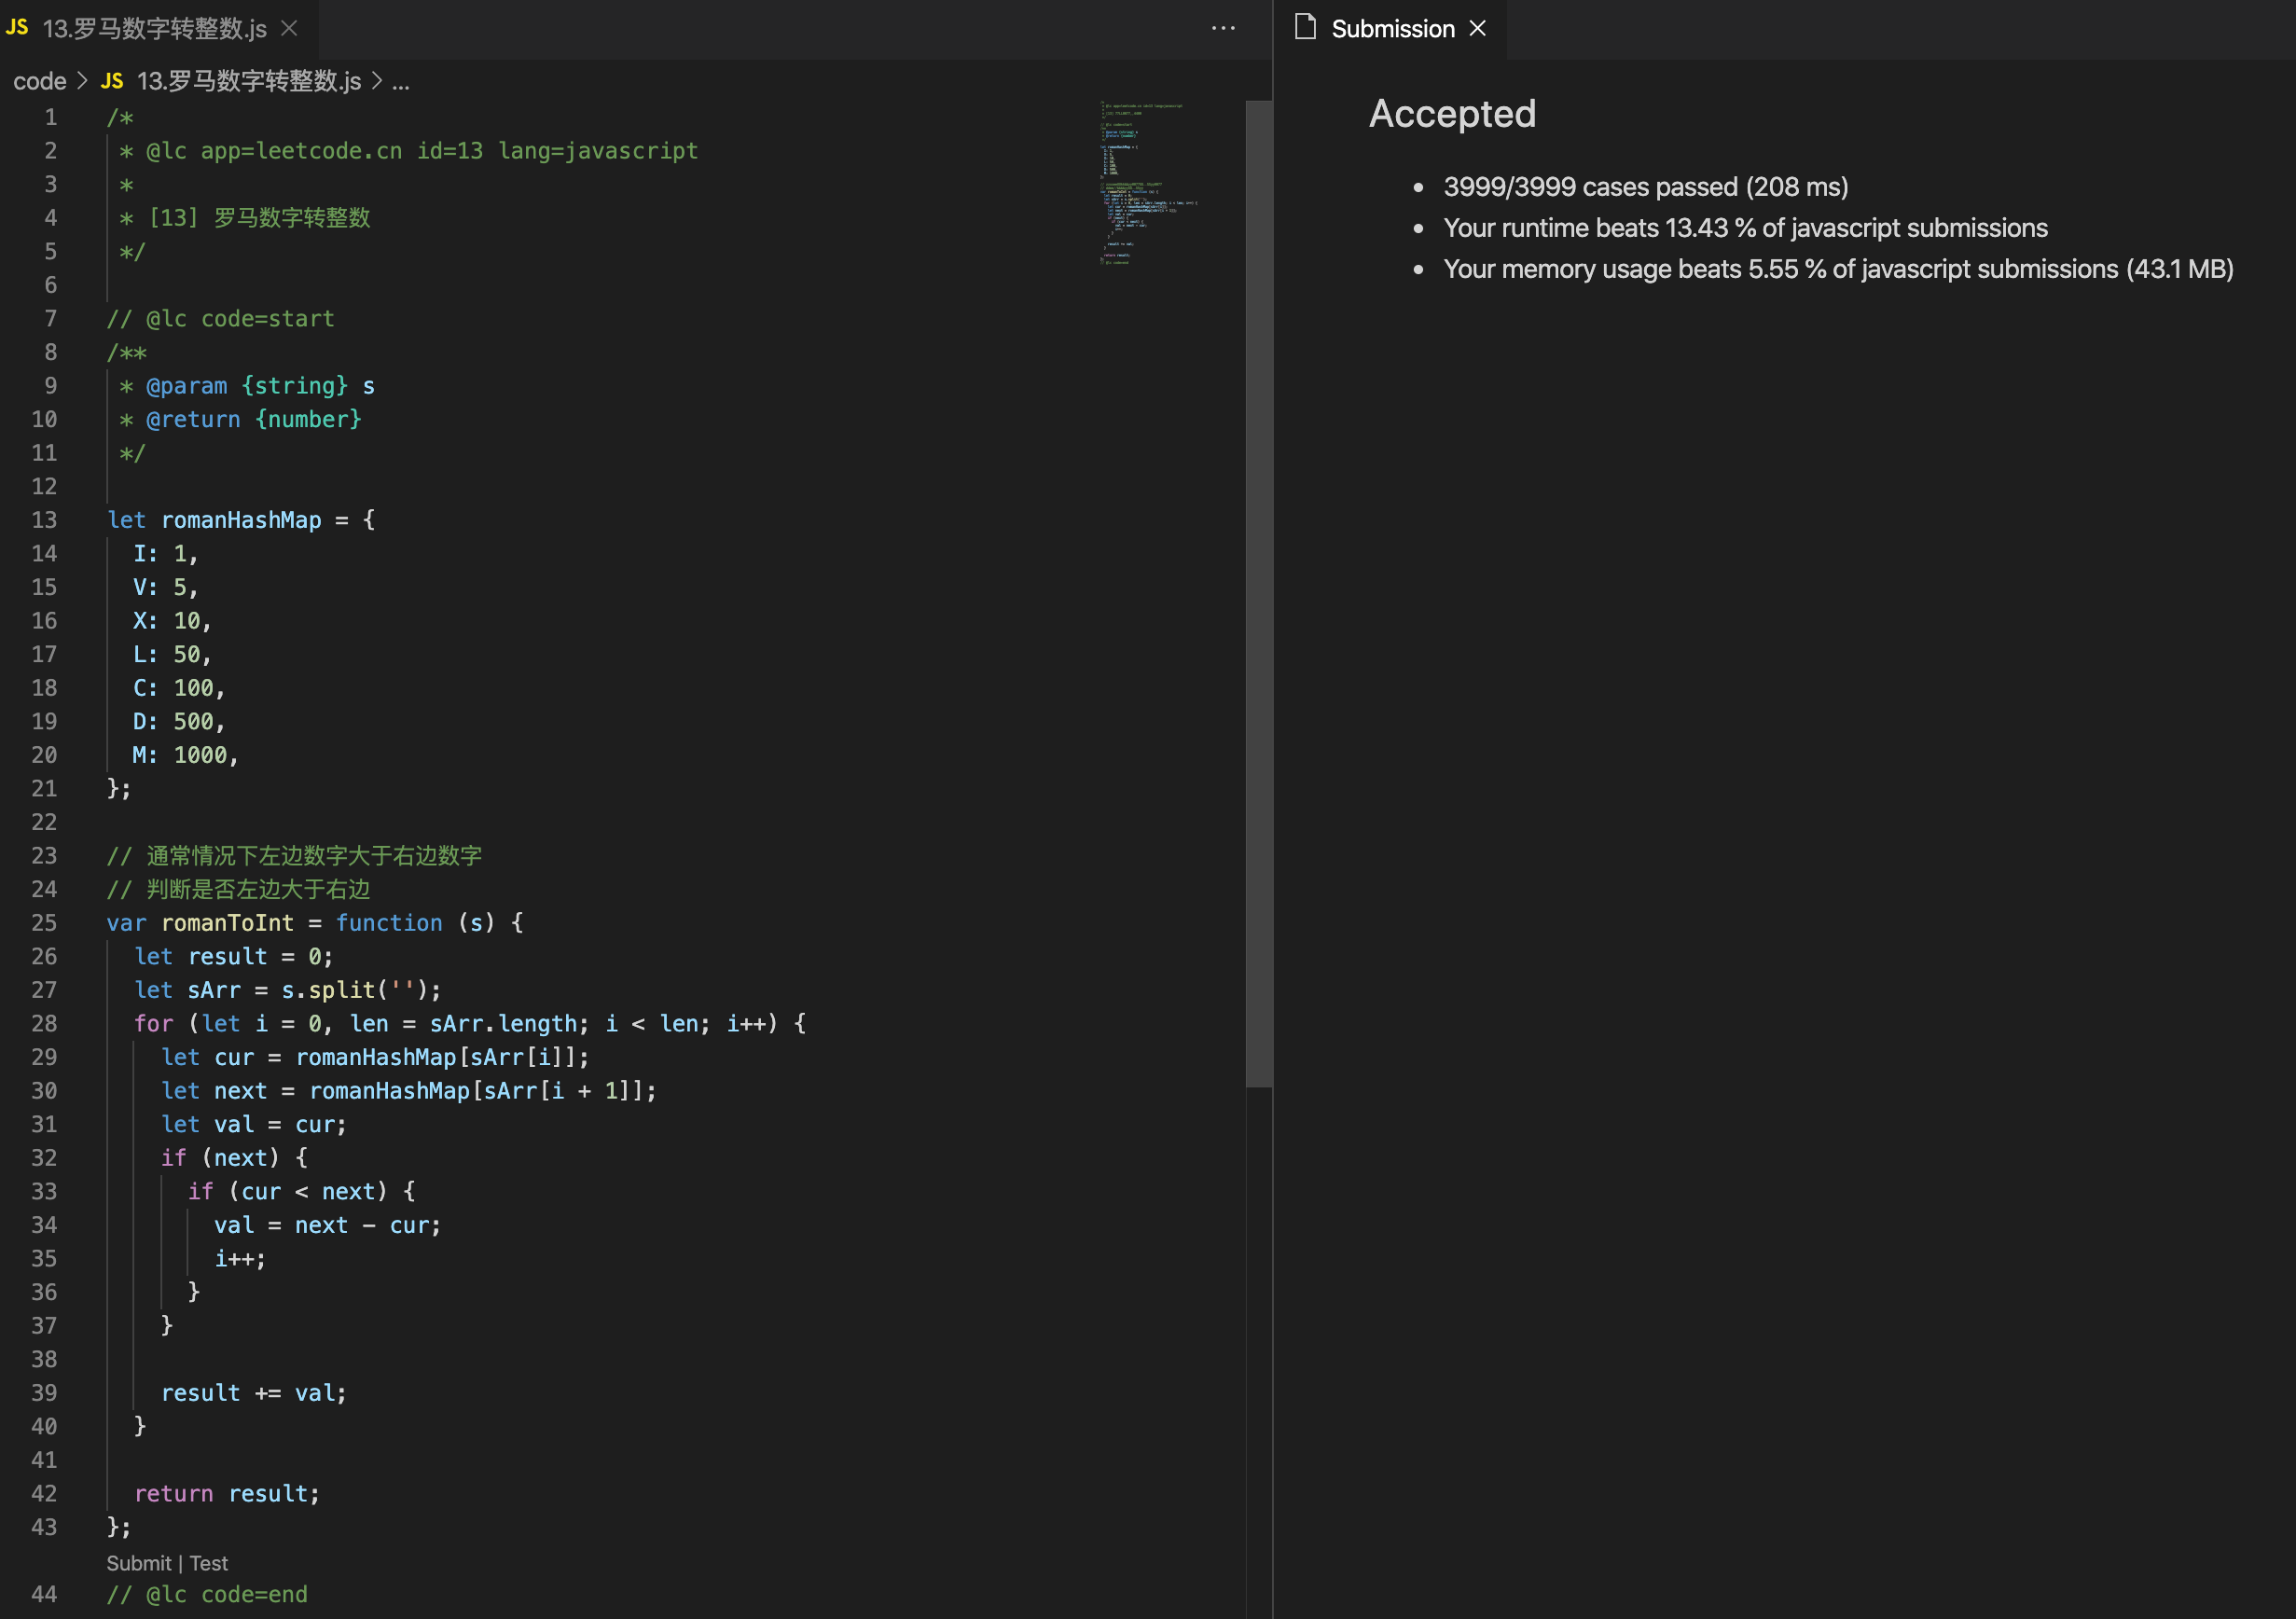 JS 13.罗马数字转整数.js ×
code > JS 13.罗马数字转整数.js > ...
1 /*
2 * @lc app=leetcode.cn id=13 lang=javascript
3 *
4 * [13] 罗马数字转整数
5 */
6
7 // @lc code=start
8 /**
9 * @param {string} s
10 * @return {number}
11 */
12
13 let romanHashMap = {
14 I: 1,
15 V: 5,
16 X: 10,
17 L: 50,
18 C: 100,
19 D: 500,
20 M: 1000,
21 };
22
23 // 通常情况下左边数字大于右边数字
24 // 判断是否左边大于右边
25 var romanToInt = function (s) {
26 let result = 0;
27 let sArr = s.split('');
28 for (let i = 0, len = sArr.length; i < len; i++) {
29 let cur = romanHashMap[sArr[i]];
30 let next = romanHashMap[sArr[i + 1]];
31 let val = cur;
32 if (next) {
33 if (cur < next) {
34 val = next - cur;
35 i++;
36 }
37 }
38
39 result += val;
40 }
41
42 return result;
43 };
Submit | Test
44 // @lc code=end
Submission ×
Accepted
• 3999/3999 cases passed (208 ms)
• Your runtime beats 13.43 % of javascript submissions
• Your memory usage beats 5.55 % of javascript submissions (43.1 MB)